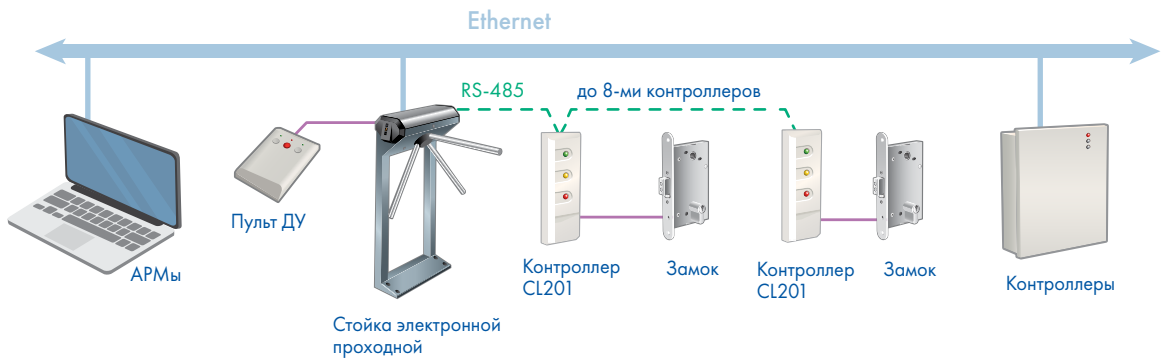 Ethernet
RS-485
до 8-ми контроллеров
Пульт ДУ
АРМы
Контроллер
CL201
Замок
Контроллер
CL201
Замок
Контроллеры
Стойка электронной
проходной